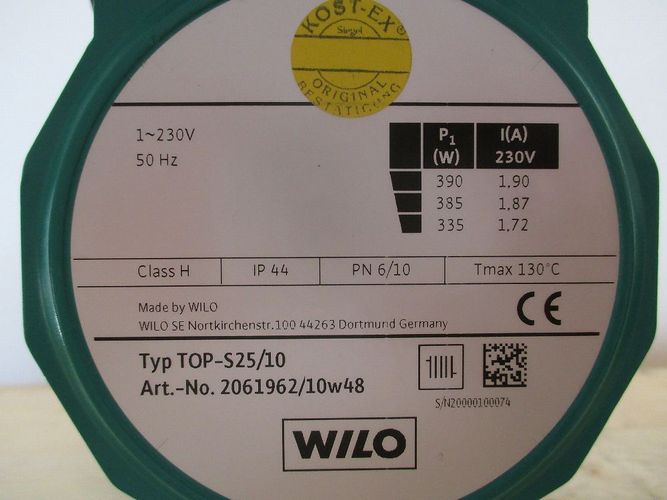 KOST-EX®
Siegel
ORIGINAL
BESTÄTIGUNG
1~230V
50 Hz
P1 (W) I(A) 230V
390 1,90
385 1,87
335 1,72
Class H IP 44 PN 6/10 Tmax 130°C
Made by WILO
WILO SE Nortkirchenstr.100 44263 Dortmund Germany
CE
Typ TOP-S25/10
Art.-No. 2061962/10w48
S/N20000100074
WILO